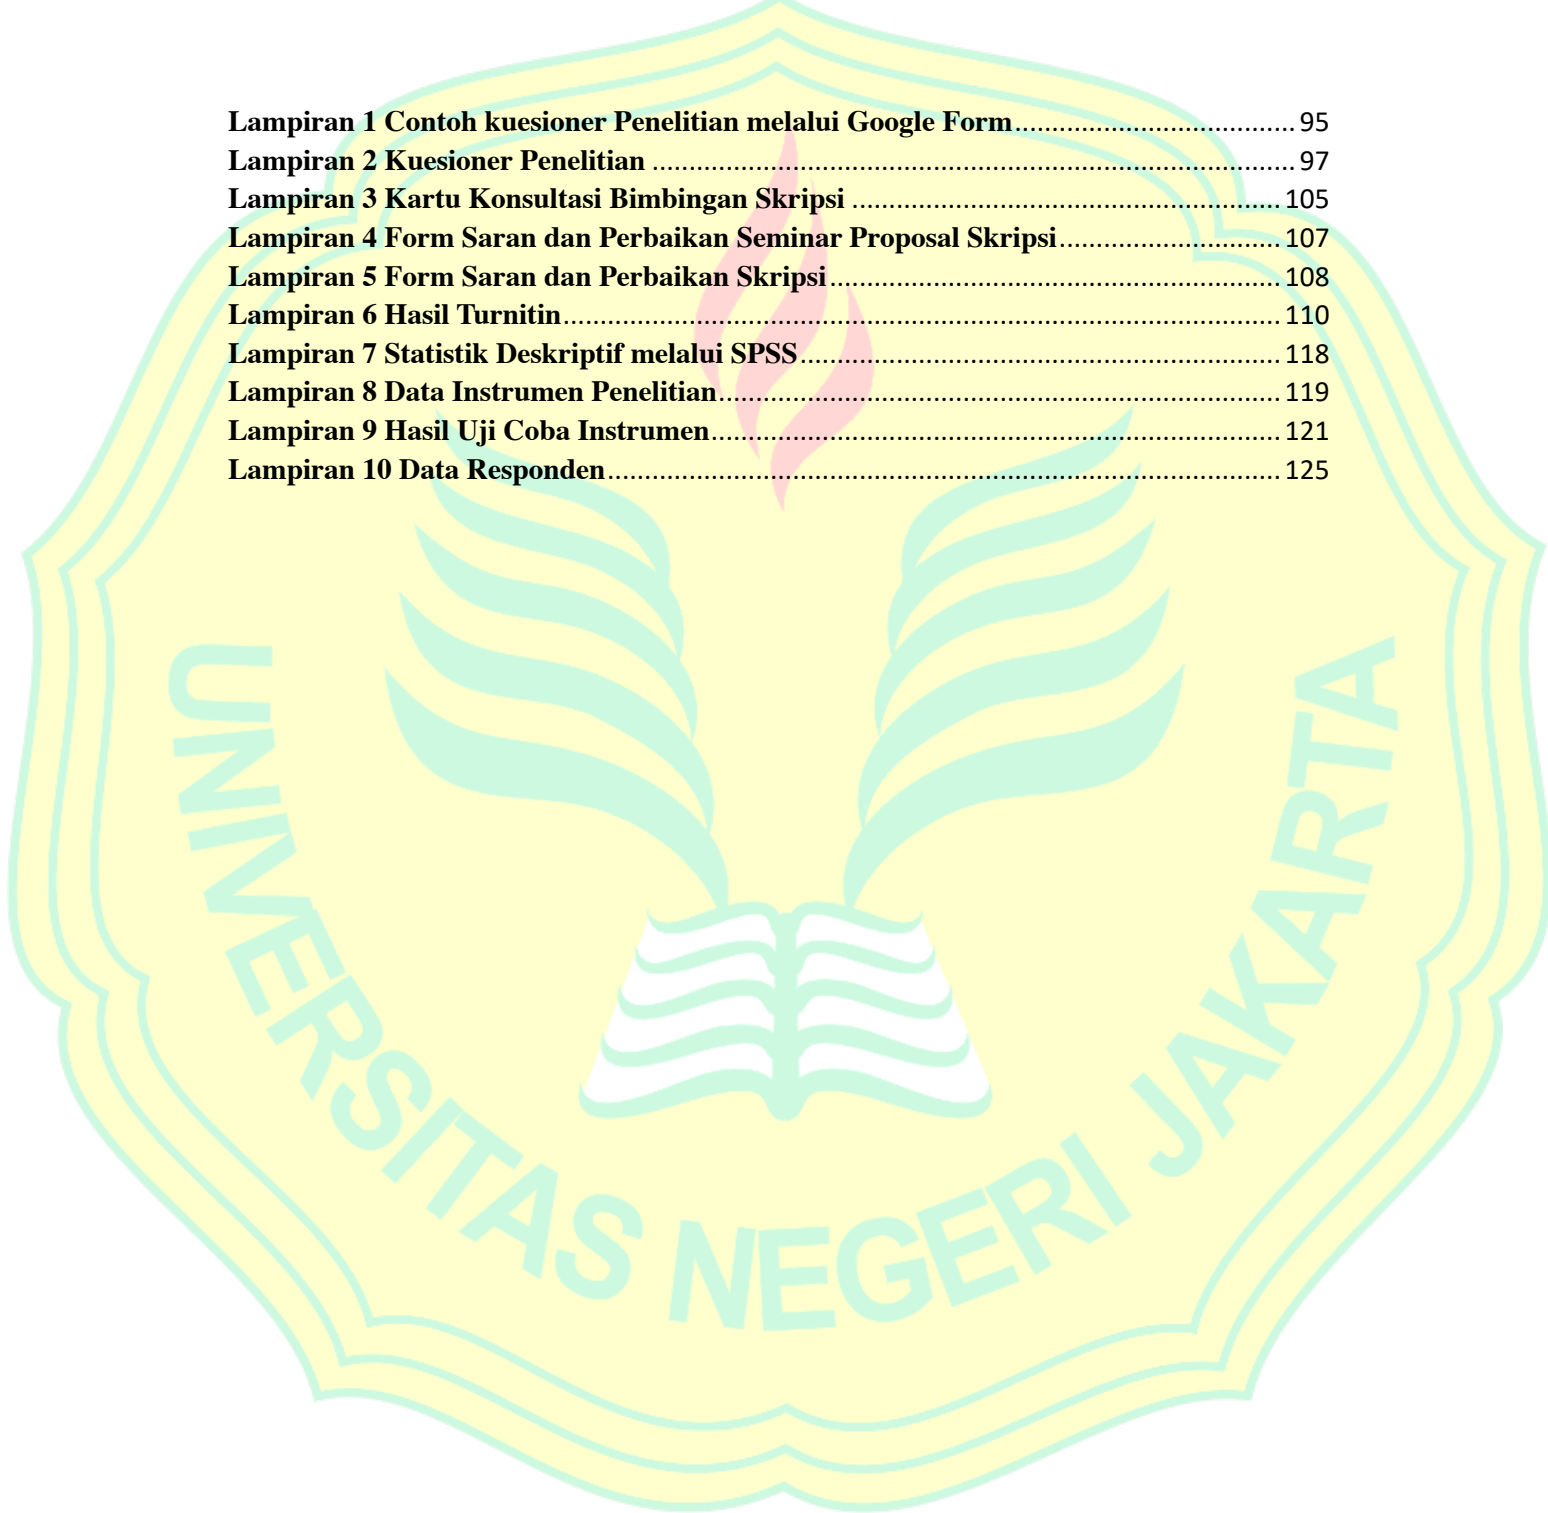 Lampiran 1 Contoh kuesioner Penelitian melalui Google Form...................................... 95
Lampiran 2 Kuesioner Penelitian ....................................................................................... 97
Lampiran 3 Kartu Konsultasi Bimbingan Skripsi .......................................................... 105
Lampiran 4 Form Saran dan Perbaikan Seminar Proposal Skripsi.............................. 107
Lampiran 5 Form Saran dan Perbaikan Skripsi............................................................. 108
Lampiran 6 Hasil Turnitin................................................................................................. 110
Lampiran 7 Statistik Deskriptif melalui SPSS................................................................. 118
Lampiran 8 Data Instrumen Penelitian............................................................................ 119
Lampiran 9 Hasil Uji Coba Instrumen............................................................................. 121
Lampiran 10 Data Responden........................................................................................... 125
UNIVERSITAS NEGERI JAKARTA